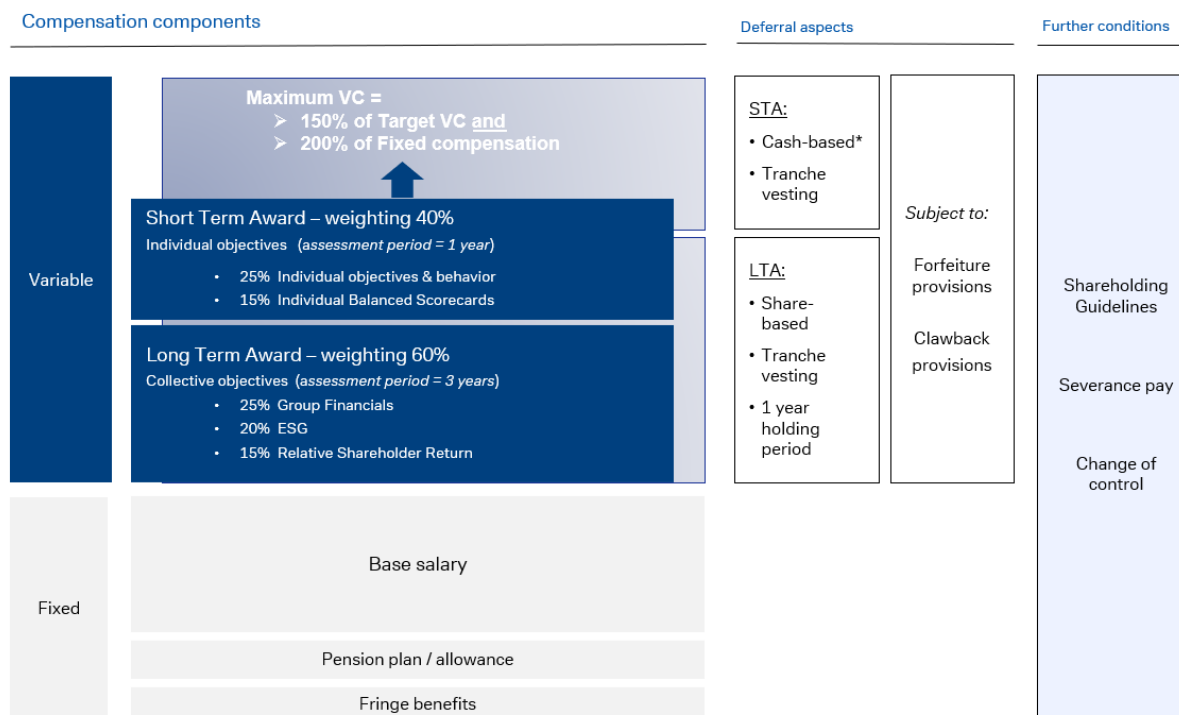 Compensation components
Deferral aspects
Further conditions
Variable
Maximum VC =
➢ 150% of Target VC and
➢ 200% of Fixed compensation
Short Term Award – weighting 40%
Individual objectives (assessment period = 1 year)
• 25% Individual objectives & behavior
• 15% Individual Balanced Scorecards
Long Term Award – weighting 60%
Collective objectives (assessment period = 3 years)
• 25% Group Financials
• 20% ESG
• 15% Relative Shareholder Return
STA:
• Cash-based*
• Tranche
vesting
LTA:
• Share-
based
• Tranche
vesting
• 1 year
holding
period
Subject to:
Forfeiture
provisions
Clawback
provisions
Shareholding
Guidelines
Severance pay
Change of
control
Fixed
Base salary
Pension plan / allowance
Fringe benefits